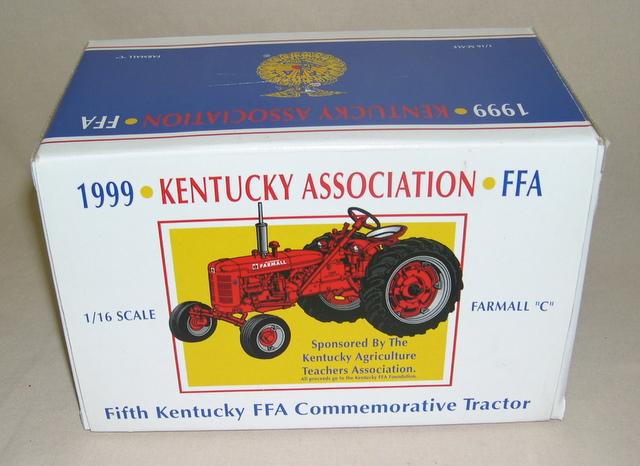 FARMALL "C"
1/16 SCALE
1999 • KENTUCKY ASSOCIATION • FFA
1999 • KENTUCKY ASSOCIATION • FFA
FARMALL
1/16 SCALE
FARMALL "C"
Sponsored By The
Kentucky Agriculture
Teachers Association.
All proceeds go to the Kentucky FFA Foundation.
Fifth Kentucky FFA Commemorative Tractor